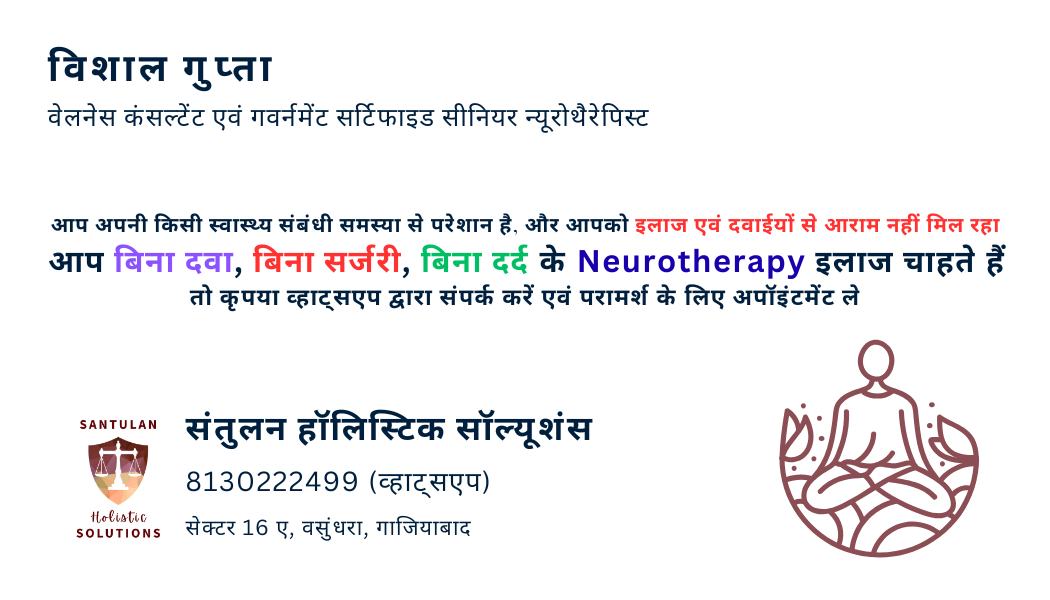 विशाल गुप्ता
वेलनेस कंसल्टेंट एवं गवर्नमेंट सर्टिफाइड सीनियर न्यूरोथैरेपिस्ट
आप अपनी किसी स्वास्थ्य संबंधी समस्या से परेशान है, और आपको इलाज एवं दवाईयों से आराम नहीं मिल रहा
आप बिना दवा, बिना सर्जरी, बिना दर्द के Neurotherapy इलाज चाहते हैं
तो कृपया व्हाट्सएप द्वारा संपर्क करें एवं परामर्श के लिए अपॉइंटमेंट ले
SANTULAN
Holistic
SOLUTIONS
संतुलन हॉलिस्टिक सॉल्यूशंस
8130222499 (व्हाट्सएप)
सेक्टर 16 ए, वसुंधरा, गाजियाबाद